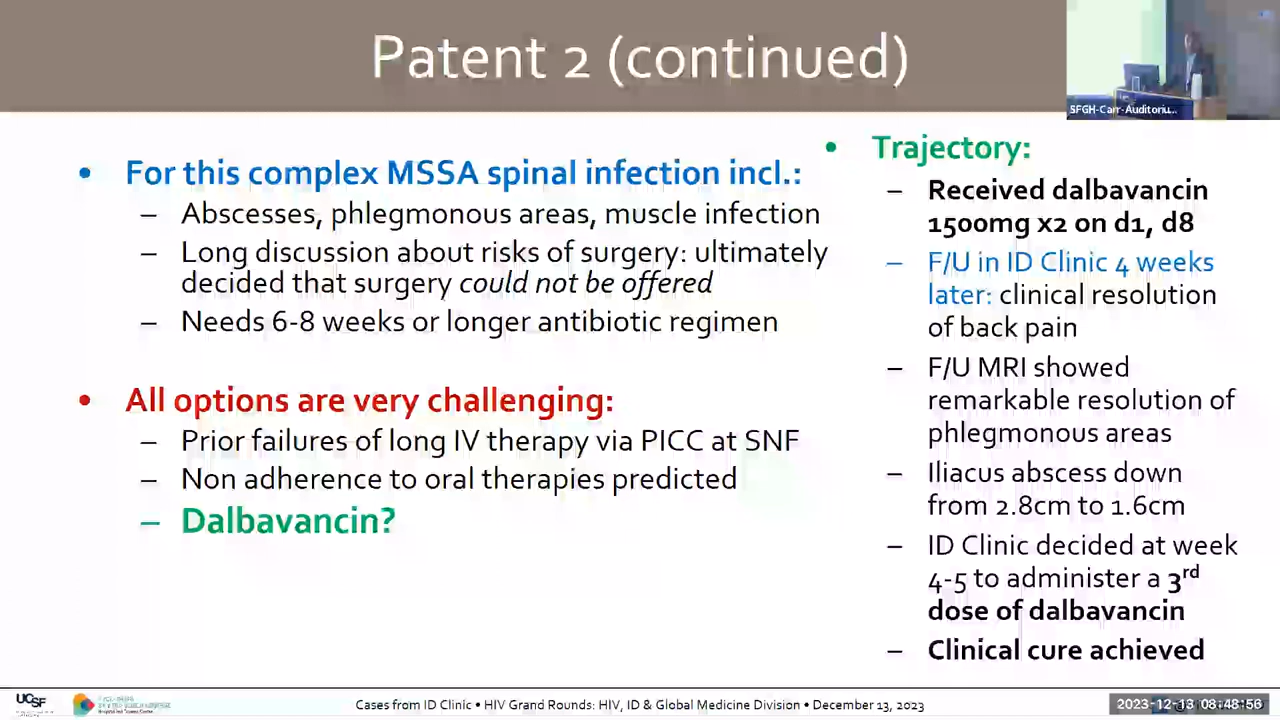 Patent 2 (continued)
SFGH-Carr-Auditoriu...
• For this complex MSSA spinal infection incl.:
– Abscesses, phlegmonous areas, muscle infection
– Long discussion about risks of surgery: ultimately
decided that surgery could not be offered
– Needs 6-8 weeks or longer antibiotic regimen
• All options are very challenging:
– Prior failures of long IV therapy via PICC at SNF
– Non adherence to oral therapies predicted
– Dalbavancin?
• Trajectory:
– Received dalbavancin
1500mg x2 on d1, d8
– F/U in ID Clinic 4 weeks
later: clinical resolution
of back pain
– F/U MRI showed
remarkable resolution of
phlegmonous areas
– Iliacus abscess down
from 2.8cm to 1.6cm
– ID Clinic decided at week
4-5 to administer a 3rd
dose of dalbavancin
– Clinical cure achieved
UCSF
Cases from ID Clinic • HIV Grand Rounds: HIV, ID & Global Medicine Division • December 13, 2023
2023-12-13 08:48:56